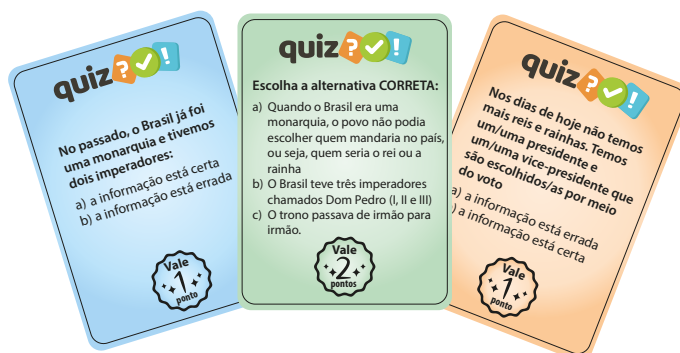 quiz?!
No passado, o Brasil já foi
uma monarquia e tivemos
dois imperadores:
a) a informação está certa
b) a informação está errada
Vale
1
ponto
quiz?!
Escolha a alternativa CORRETA:
a) Quando o Brasil era uma
monarquia, o povo não podia
escolher quem mandaria no país,
ou seja, quem seria o rei ou a
rainha
b) O Brasil teve três imperadores
chamados Dom Pedro (I, II e III)
c) O trono passava de irmão para
irmão.
Vale
2
pontos
quiz?!
Nos dias de hoje não temos
mais reis e rainhas. Temos
um/uma presidente e
um/uma vice-presidente que
são escolhidos/as por meio
do voto
a) a informação está errada
) a informação está certa
Vale
1
ponto